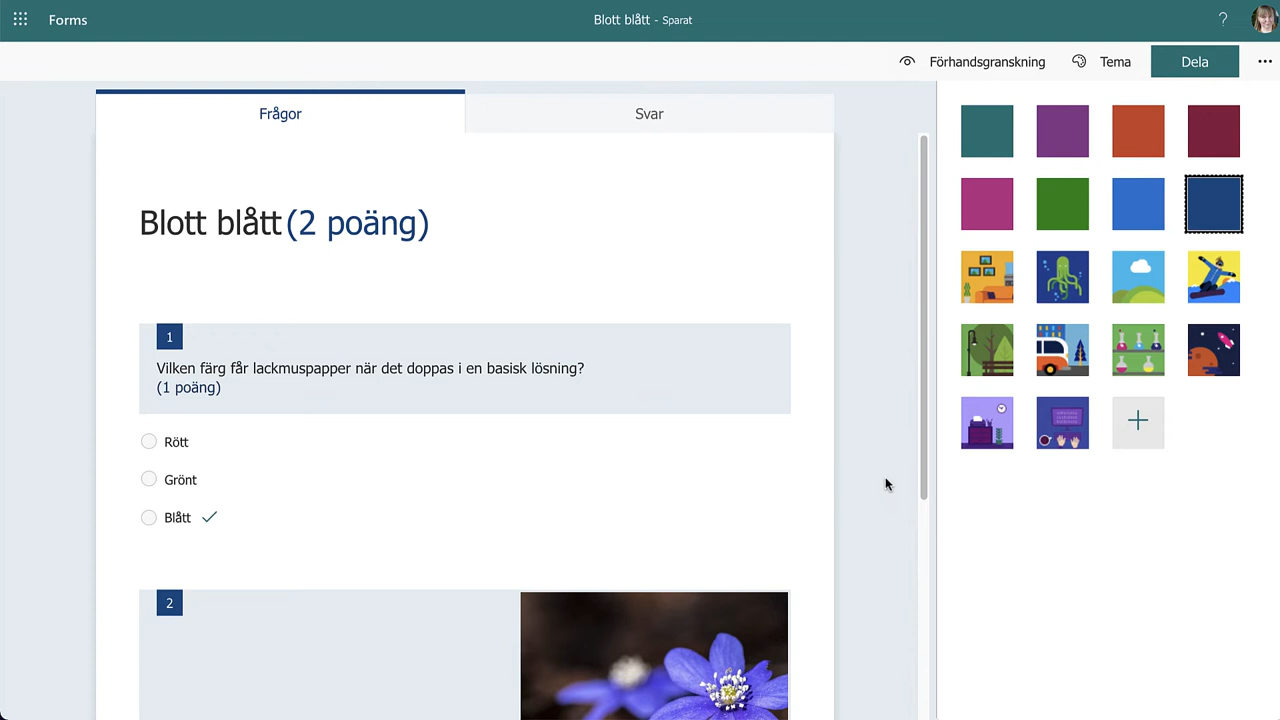 Forms
Blott blått - Sparat
?
Förhandsgranskning
Tema
Dela
Frågor
Svar
Blott blått (2 poäng)
1
Vilken färg får lackmuspapper när det doppas i en basisk lösning?
(1 poäng)
Rött
Grönt
Blått
2